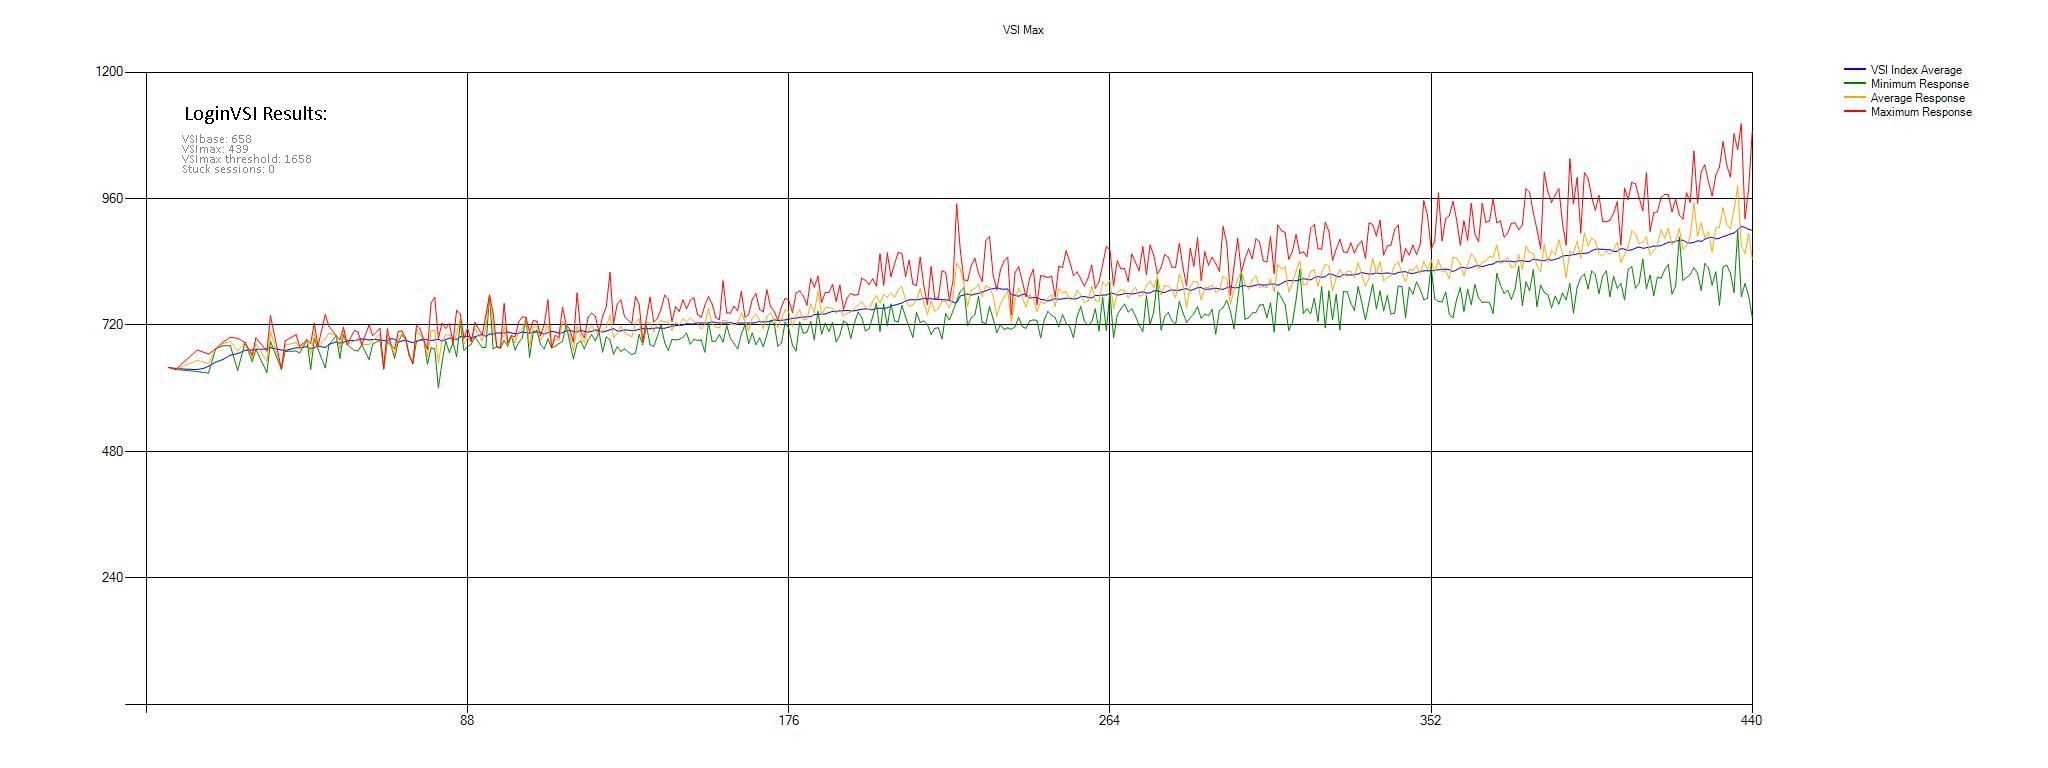 VSI Max
1200
960
720
480
240
LoginVSI Results:
VSIbase: 658
VSImax: 439
VSImax threshold: 1658
Stuck sessions: 0
VSI Index Average
Minimum Response
Average Response
Maximum Response
88
176
264
352
440